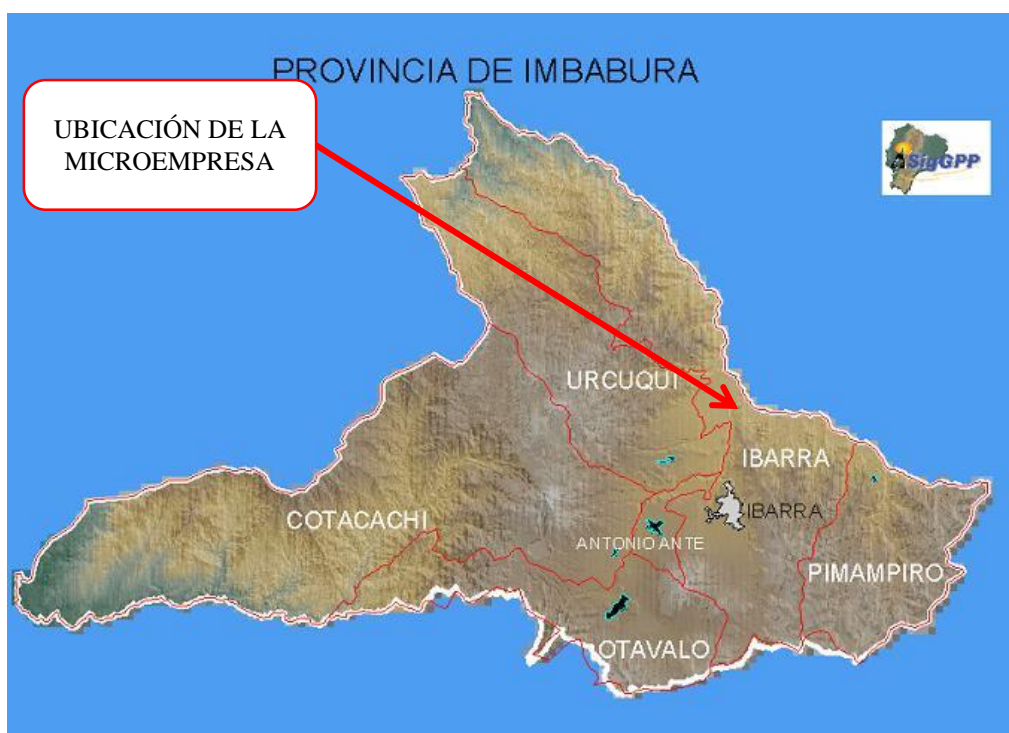 PROVINCIA DE IMBABURA
UBICACIÓN DE LA
MICROEMPRESA
SigGPP
URCUQUI
IBARRA
IBARRA
COTACACHI
ANTONIO ANTE
PIMAMPIRO
OTAVALO